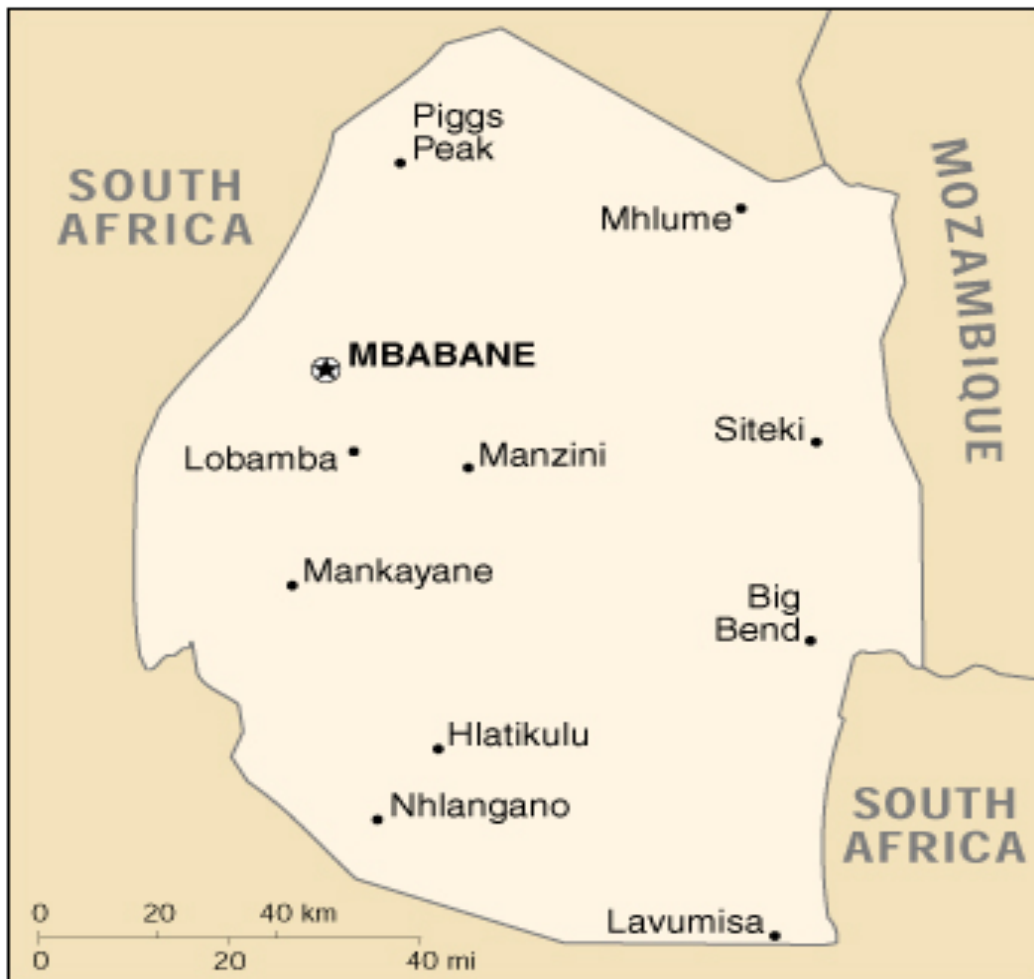 Piggs
Peak
SOUTH
AFRICA
MOZAMBIQUE
Mhlume
MBABANE
Siteki
Lobamba
Manzini
Mankayane
Big
Bend
Hlatikulu
Nhlangano
SOUTH
AFRICA
Lavumisa
0 20 40 km
0 20 40 mi